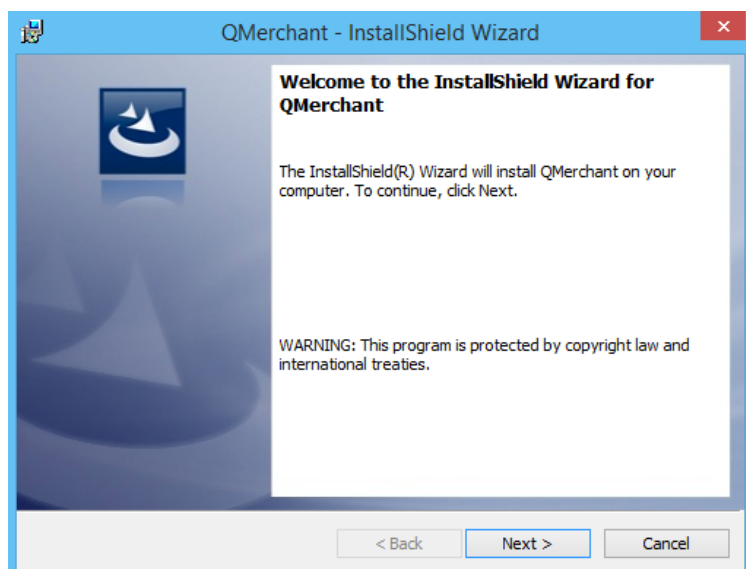 QMerchant - InstallShield Wizard
Welcome to the InstallShield Wizard for
QMerchant
The InstallShield(R) Wizard will install QMerchant on your
computer. To continue, click Next.
WARNING: This program is protected by copyright law and
international treaties.
< Back Next > Cancel